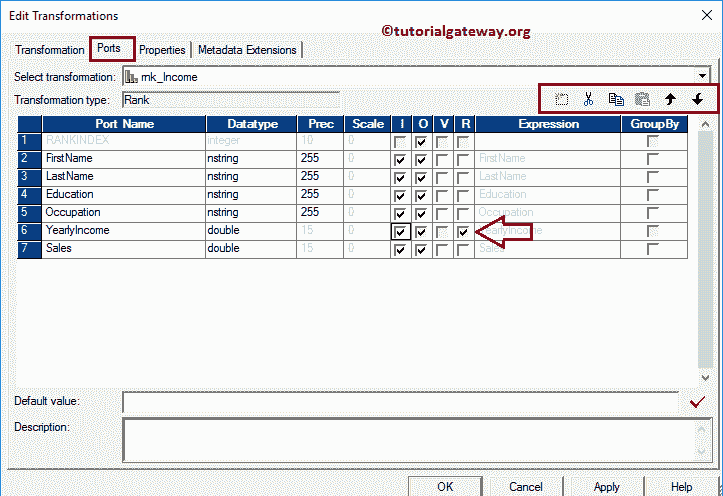 Edit Transformations
©tutorialgateway.org
Transformation Ports Properties Metadata Extensions
Select transformation: rnk_Income
Transformation type: Rank
Port Name Datatype Prec Scale I O V R Expression GroupBy
1 RANKINDEX integer 10 0
2 FirstName nstring 255 0 FirstName
3 LastName nstring 255 0 LastName
4 Education nstring 255 0 Education
5 Occupation nstring 255 0 Occupation
6 YearlyIncome double 15 0 YearlyIncome
7 Sales double 15 0 Sales
Default value:
Description:
OK Cancel Apply Help